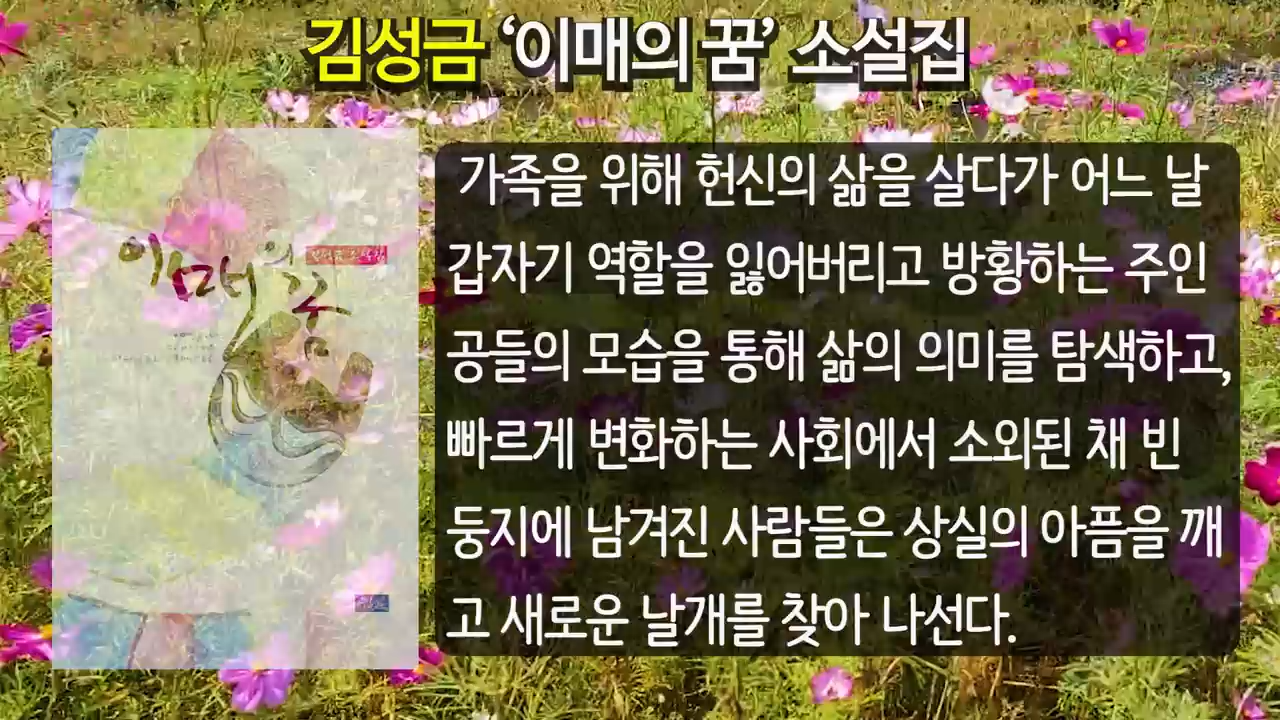 김성금 ‘이매의 꿈’ 소설집
이매의 꿈
가족을 위해 헌신의 삶을 살다가 어느 날
갑자기 역할을 잃어버리고 방황하는 주인
공들의 모습을 통해 삶의 의미를 탐색하고,
빠르게 변화하는 사회에서 소외된 채 빈
둥지에 남겨진 사람들은 상실의 아픔을 깨
고 새로운 날개를 찾아 나선다.